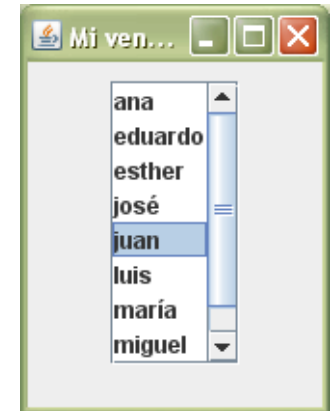 Mi ven...
ana
eduardo
esther
josé
juan
luis
maría
miguel